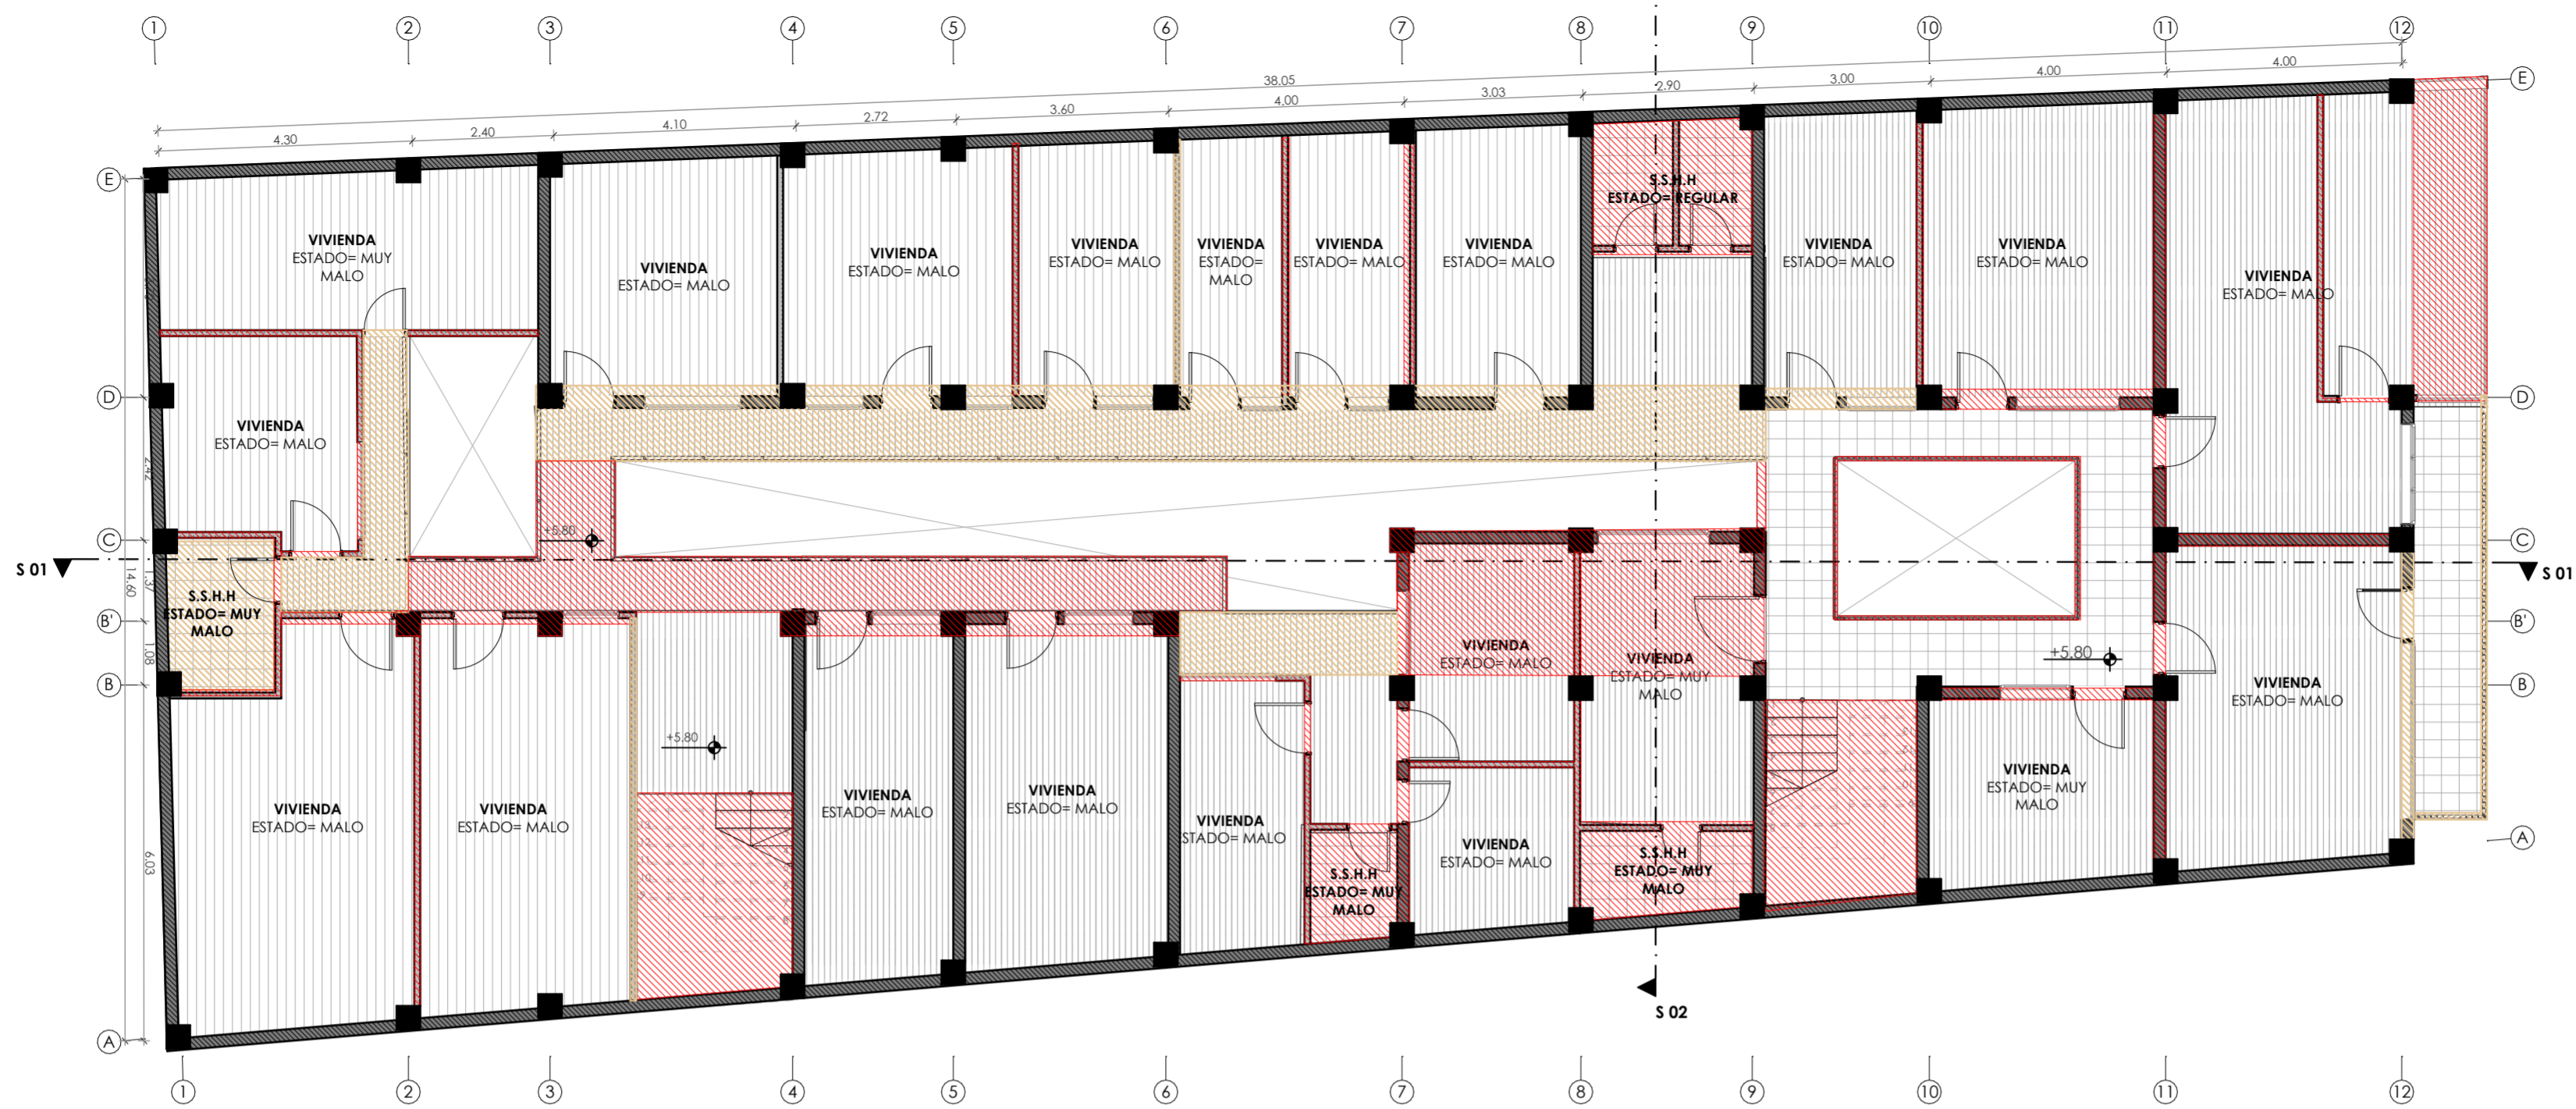 1 2 3 4 5 6 7 8 9 10 11 12
38.05
4.30 2.40 4.10 2.72 3.60 4.00 3.03 2.90 3.00 4.00 4.00
E
E
VIVIENDA
ESTADO= MUY
MALO
VIVIENDA
ESTADO= MALO
VIVIENDA
ESTADO= MALO
VIVIENDA
ESTADO= MALO
VIVIENDA
ESTADO=
MALO
VIVIENDA
ESTADO= MALO
VIVIENDA
ESTADO= MALO
S.S.H.H
ESTADO= REGULAR
VIVIENDA
ESTADO= MALO
VIVIENDA
ESTADO= MALO
VIVIENDA
ESTADO= MALO
D
D
VIVIENDA
ESTADO= MALO
2.42
+5.80
C
C
S 01
S 01
14.60
1.37
S.S.H.H
ESTADO= MUY
MALO
B'
B'
1.08
B
B
VIVIENDA
ESTADO= MALO
VIVIENDA
ESTADO= MUY
MALO
+5.80
VIVIENDA
ESTADO= MALO
+5.80
VIVIENDA
ESTADO= MALO
VIVIENDA
ESTADO= MALO
VIVIENDA
ESTADO= MALO
VIVIENDA
ESTADO= MALO
VIVIENDA
ESTADO= MALO
VIVIENDA
ESTADO= MALO
S.S.H.H
ESTADO= MUY
MALO
S.S.H.H
ESTADO= MUY
MALO
VIVIENDA
ESTADO= MUY
MALO
6.03
A
A
S 02
1 2 3 4 5 6 7 8 9 10 11 12